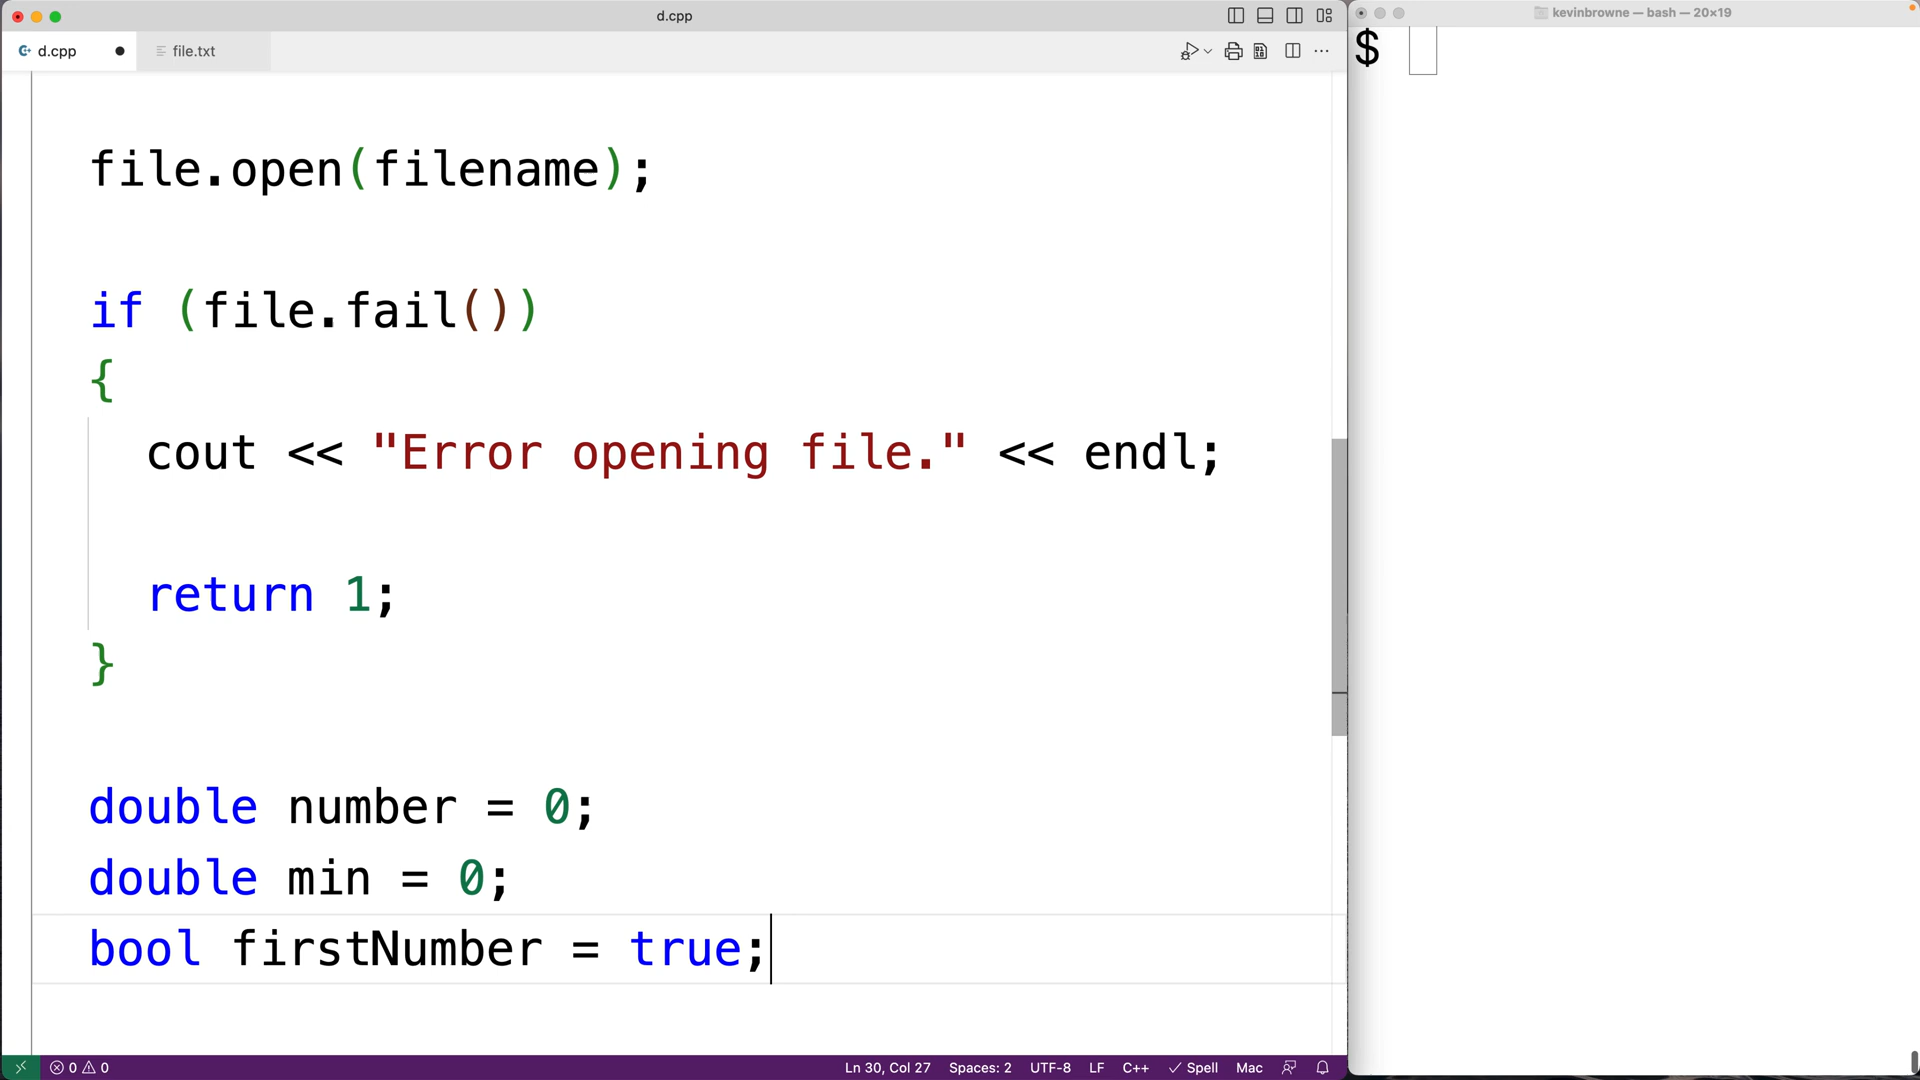 d.cpp
kevinbrowne — bash — 20×19
d.cpp
file.txt
$
file.open(filename);
if (file.fail())
{
cout << "Error opening file." << endl;
return 1;
}
double number = 0;
double min = 0;
bool firstNumber = true;
0 0 Ln 30, Col 27 Spaces: 2 UTF-8 LF C++ Spell Mac